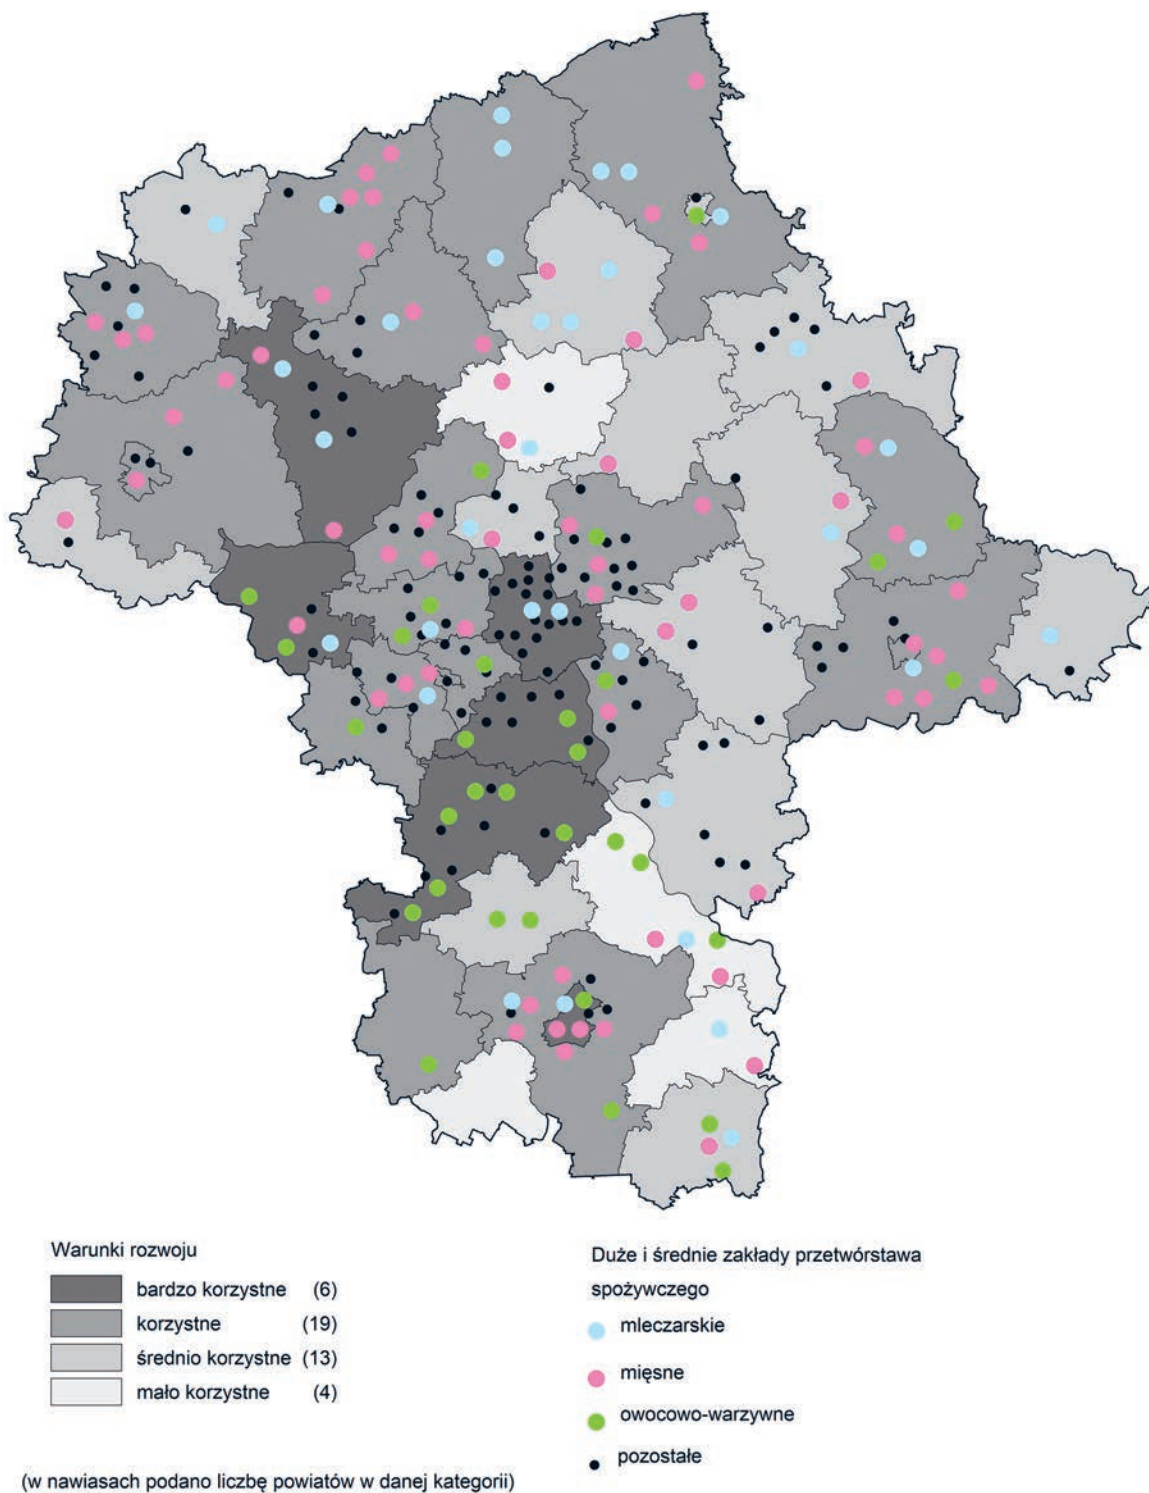 Warunki rozwoju
bardzo korzystne (6)
korzystne (19)
średnio korzystne (13)
mało korzystne (4)
(w nawiasach podano liczbę powiatów w danej kategorii)
Duże i średnie zakłady przetwórstawa
spożywczego
mleczarskie
mięsne
owocowo-warzywne
pozostałe